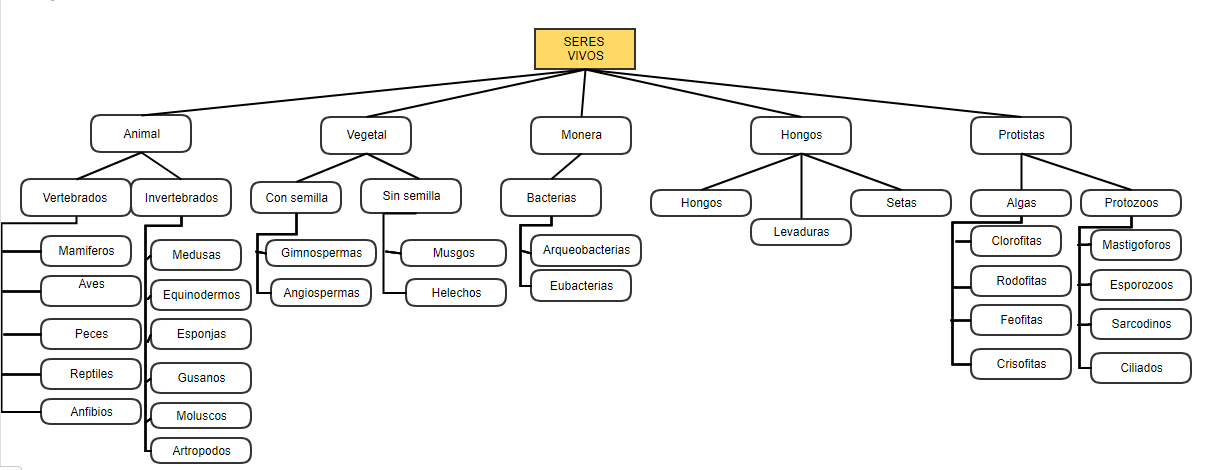 SERES
VIVOS
Animal
Vegetal
Monera
Hongos
Protistas
Vertebrados
Invertebrados
Con semilla
Sin semilla
Bacterias
Hongos
Levaduras
Setas
Algas
Protozoos
Mamiferos
Aves
Peces
Reptiles
Anfibios
Medusas
Equinodermos
Esponjas
Gusanos
Moluscos
Artropodos
Gimnospermas
Angiospermas
Musgos
Helechos
Arqueobacterias
Eubacterias
Clorofitas
Rodofitas
Feofitas
Crisofitas
Mastigoforos
Esporozoos
Sarcodinos
Ciliados